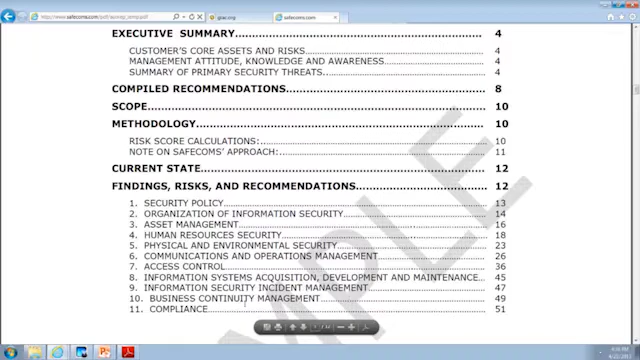 safecoms.com
EXECUTIVE SUMMARY 4
CUSTOMER'S CORE ASSETS AND RISKS 4
MANAGEMENT ATTITUDE, KNOWLEDGE AND AWARENESS 4
SUMMARY OF PRIMARY SECURITY THREATS 4
COMPILED RECOMMENDATIONS 8
SCOPE 10
METHODOLOGY 10
RISK SCORE CALCULATIONS: 10
NOTE ON SAFECOMS' APPROACH: 11
CURRENT STATE 12
FINDINGS, RISKS, AND RECOMMENDATIONS 12
1. SECURITY POLICY 13
2. ORGANIZATION OF INFORMATION SECURITY 14
3. ASSET MANAGEMENT 16
4. HUMAN RESOURCES SECURITY 18
5. PHYSICAL AND ENVIRONMENTAL SECURITY 23
6. COMMUNICATIONS AND OPERATIONS MANAGEMENT 26
7. ACCESS CONTROL 36
8. INFORMATION SYSTEMS ACQUISITION, DEVELOPMENT AND MAINTENANCE 45
9. INFORMATION SECURITY INCIDENT MANAGEMENT 47
10. BUSINESS CONTINUITY MANAGEMENT 49
11. COMPLIANCE 51
SAMPLE